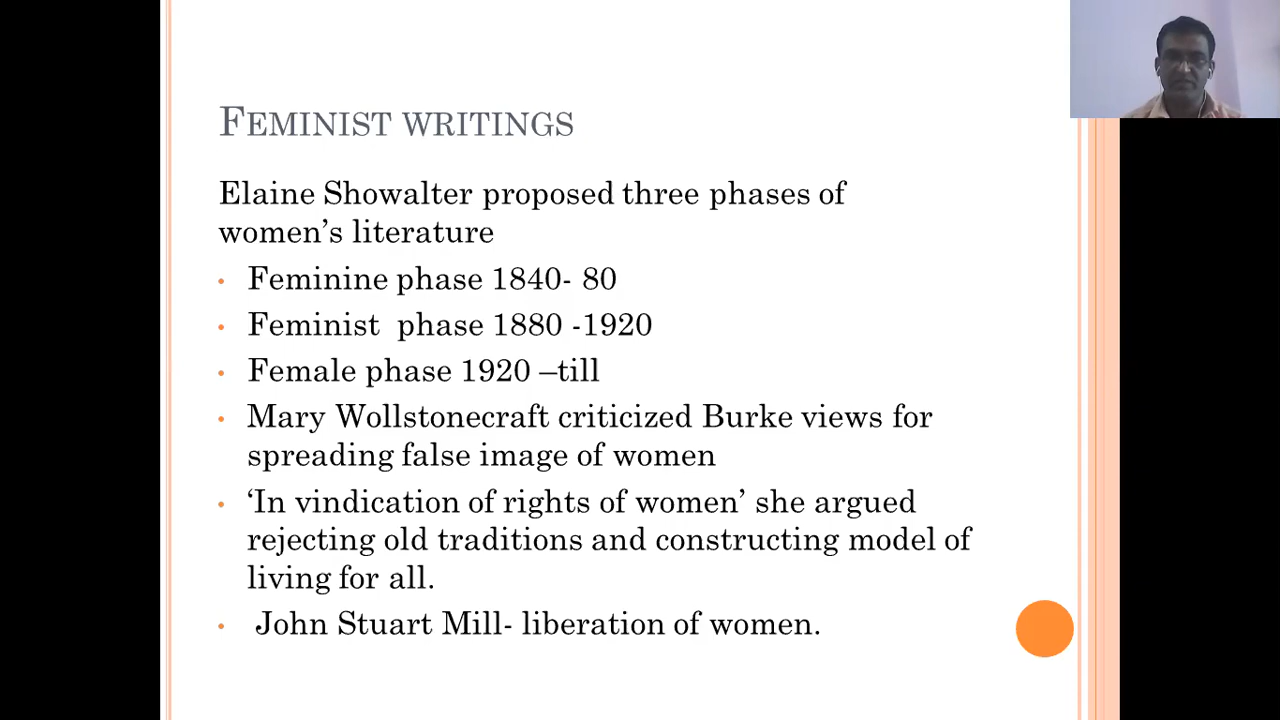 FEMINIST WRITINGS
Elaine Showalter proposed three phases of
women's literature
• Feminine phase 1840- 80
• Feminist  phase 1880 -1920
• Female phase 1920 –till
• Mary Wollstonecraft criticized Burke views for
spreading false image of women
• ‘In vindication of rights of women’ she argued
rejecting old traditions and constructing model of
living for all.
• John Stuart Mill- liberation of women.